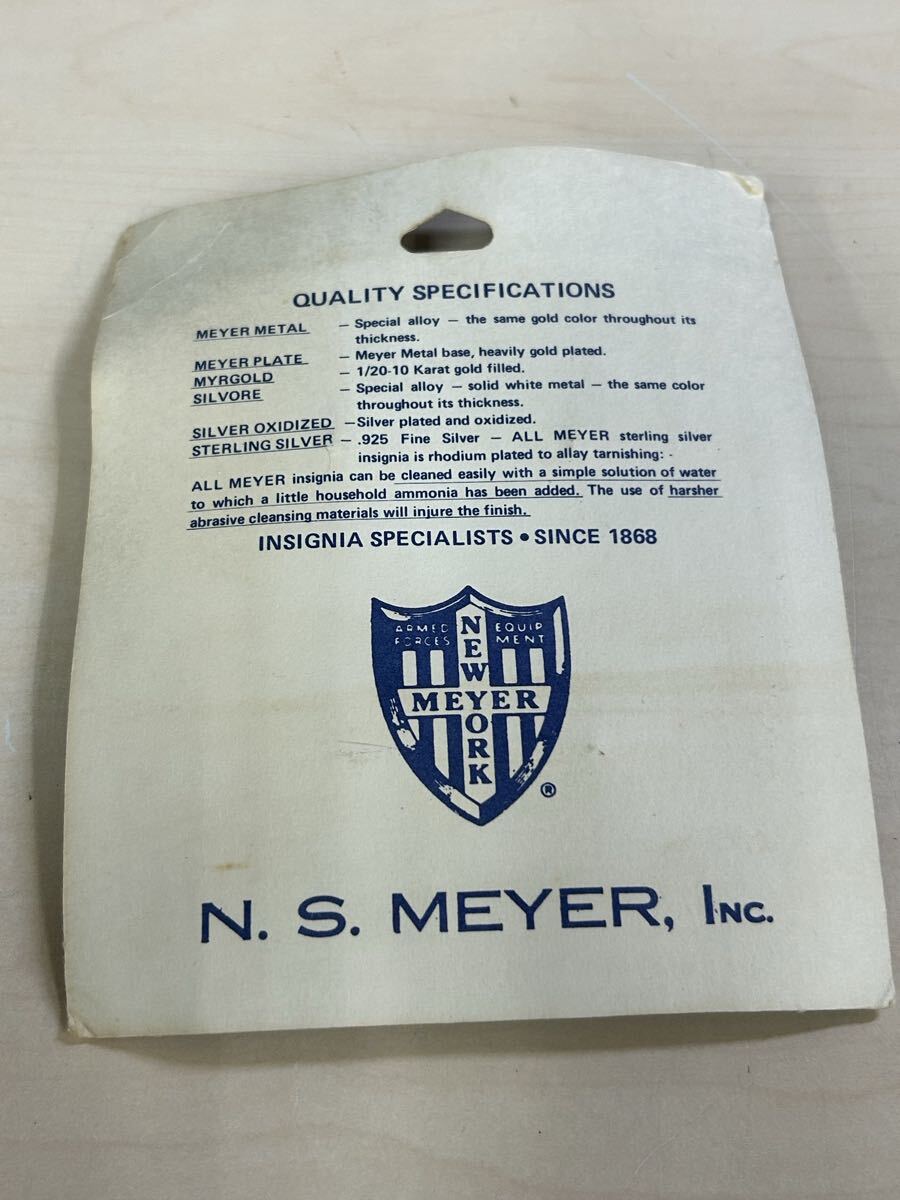 QUALITY SPECIFICATIONS
MEYER METAL — Special alloy — the same gold color throughout its
thickness.
MEYER PLATE — Meyer Metal base, heavily gold plated.
MYRGOLD — 1/20-10 Karat gold filled.
SILVORE — Special alloy — solid white metal — the same color
throughout its thickness.
SILVER OXIDIZED — Silver plated and oxidized.
STERLING SILVER — .925 Fine Silver — ALL MEYER sterling silver
insignia is rhodium plated to allay tarnishing: -
ALL MEYER insignia can be cleaned easily with a simple solution of water
to which a little household ammonia has been added. The use of harsher
abrasive cleansing materials will injure the finish.
INSIGNIA SPECIALISTS • SINCE 1868
ARMED FORCES
EQUIP
MENT
NEW YORK
MEYER
®
N. S. MEYER, INC.